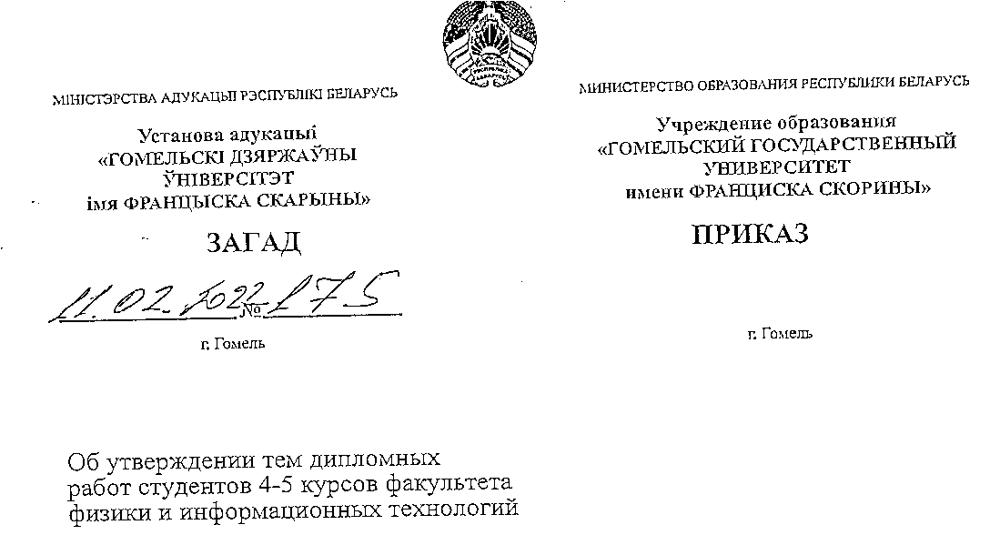 МІНІСТЭРСТВА АДУКАЦЫІ РЭСПУБЛІКІ БЕЛАРУСЬ
Установа адукацыі
«ГОМЕЛЬСКІ ДЗЯРЖАЎНЫ
ЎНІВЕРСІТЭТ
імя ФРАНЦЫСКА СКАРЫНЫ»
ЗАГАД
11.02.2022 № 175
г. Гомель
МИНИСТЕРСТВО ОБРАЗОВАНИЯ РЕСПУБЛИКИ БЕЛАРУСЬ
Учреждение образования
«ГОМЕЛЬСКИЙ ГОСУДАРСТВЕННЫЙ
УНИВЕРСИТЕТ
имени ФРАНЦИСКА СКОРИНЫ»
ПРИКАЗ
г. Гомель
Об утверждении тем дипломных
работ студентов 4-5 курсов факультета
физики и информационных технологий